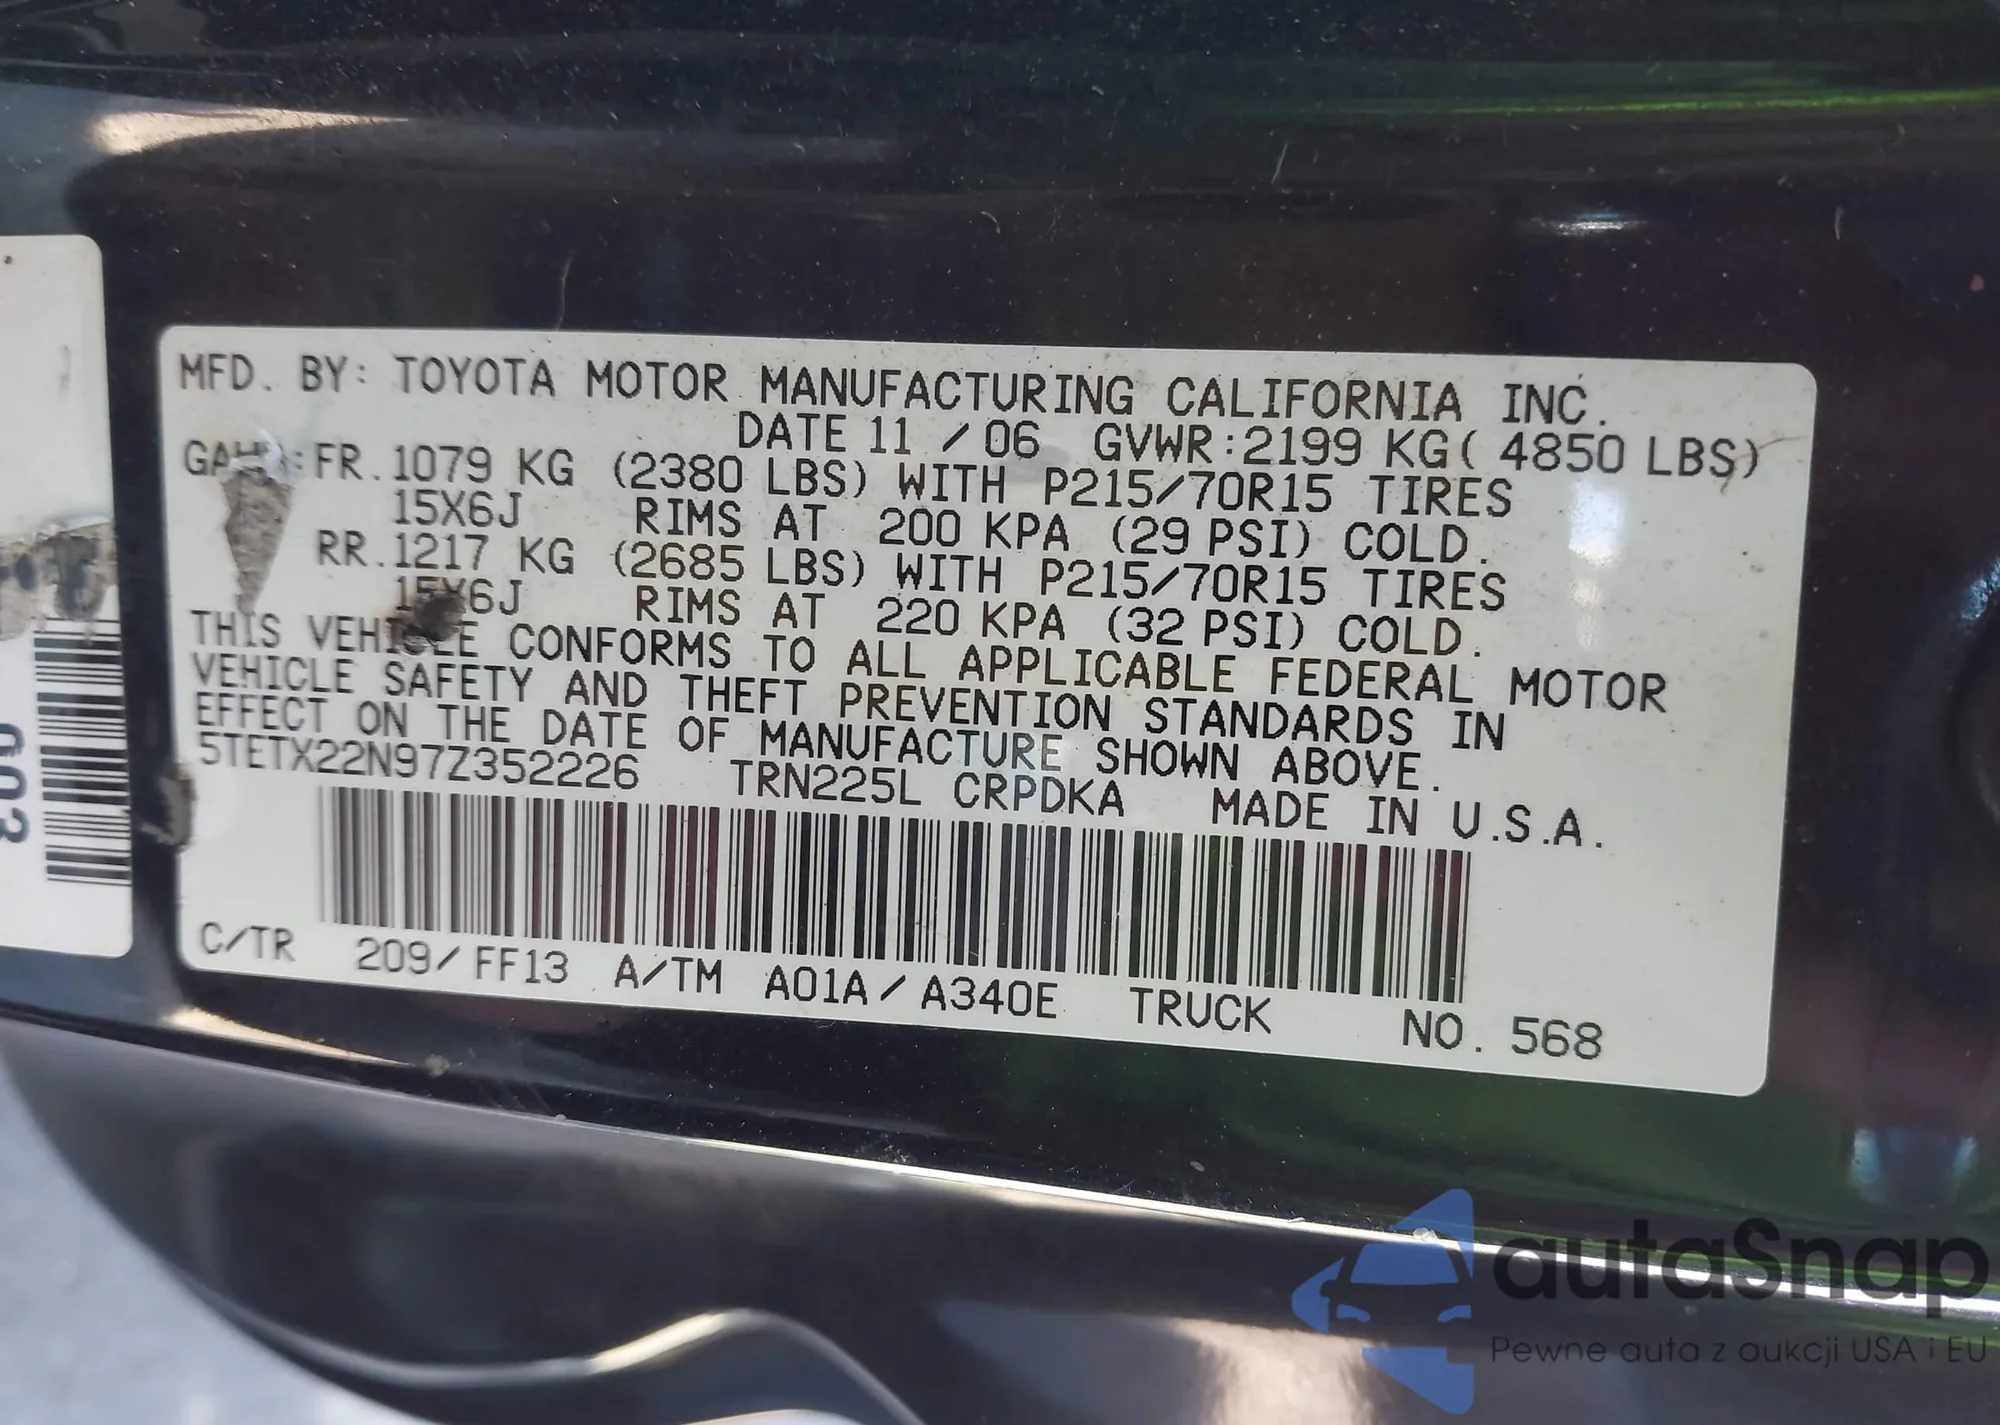 MFD. BY: TOYOTA MOTOR MANUFACTURING CALIFORNIA INC.
DATE 11 / 06 GVWR:2199 KG( 4850 LBS)
FR. 1079 KG (2380 LBS) WITH P215/70R15 TIRES
15X6J RIMS AT 200 KPA (29 PSI) COLD.
RR. 1217 KG (2685 LBS) WITH P215/70R15 TIRES
15X6J RIMS AT 220 KPA (32 PSI) COLD.
THIS VEHICLE CONFORMS TO ALL APPLICABLE FEDERAL MOTOR
VEHICLE SAFETY AND THEFT PREVENTION STANDARDS IN
EFFECT ON THE DATE OF MANUFACTURE SHOWN ABOVE.
5TETX22N97Z352226 TRN225L CRPDKA MADE IN U.S.A.
C/TR 209/FF13 A/TM A01A/A340E TRUCK NO. 568
autaSnap
Pewne auta z aukcji USA i EU